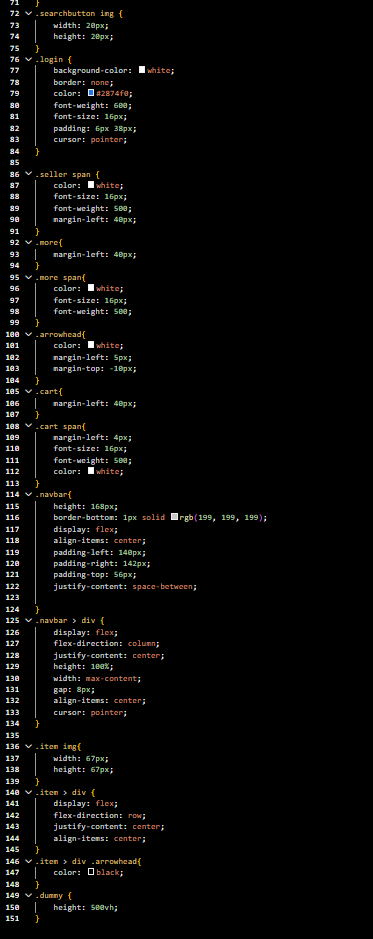 71 }
72 .searchbutton img {
73 width: 20px;
74 height: 20px;
75 }
76 .login {
77 background-color: white;
78 border: none;
79 color: #2874f0;
80 font-weight: 600;
81 font-size: 16px;
82 padding: 6px 38px;
83 cursor: pointer;
84 }
85
86 .seller span {
87 color: white;
88 font-size: 16px;
89 font-weight: 500;
90 margin-left: 40px;
91 }
92 .more{
93 margin-left: 40px;
94 }
95 .more span{
96 color: white;
97 font-size: 16px;
98 font-weight: 500;
99 }
100 .arrowhead{
101 color: white;
102 margin-left: 5px;
103 margin-top: -10px;
104 }
105 .cart{
106 margin-left: 40px;
107 }
108 .cart span{
109 margin-left: 4px;
110 font-size: 16px;
111 font-weight: 500;
112 color: white;
113 }
114 .navbar{
115 height: 168px;
116 border-bottom: 1px solid rgb(199, 199, 199);
117 display: flex;
118 align-items: center;
119 padding-left: 140px;
120 padding-right: 142px;
121 padding-top: 56px;
122 justify-content: space-between;
123
124 }
125 .navbar > div {
126 display: flex;
127 flex-direction: column;
128 justify-content: center;
129 height: 100%;
130 width: max-content;
131 gap: 8px;
132 align-items: center;
133 cursor: pointer;
134 }
135
136 .item img{
137 width: 67px;
138 height: 67px;
139 }
140 .item > div {
141 display: flex;
142 flex-direction: row;
143 justify-content: center;
144 align-items: center;
145 }
146 .item > div .arrowhead{
147 color: black;
148 }
149 .dummy {
150 height: 500vh;
151 }